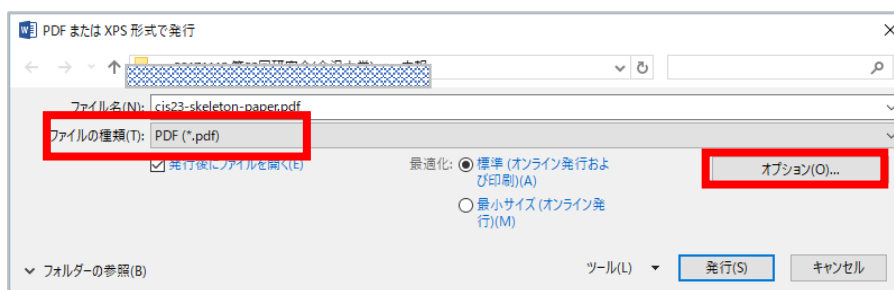 PDF または XPS 形式で発行
ファイル名(N): cis23-skeleton-paper.pdf
ファイルの種類(T): PDF (*.pdf)
発行後にファイルを開く(E)
最適化: 標準 (オンライン発行およ
び印刷)(A)
オプション(O)...
最小サイズ (オンライン発
行)(M)
フォルダーの参照(B)
ツール(L)
発行(S)
キャンセル